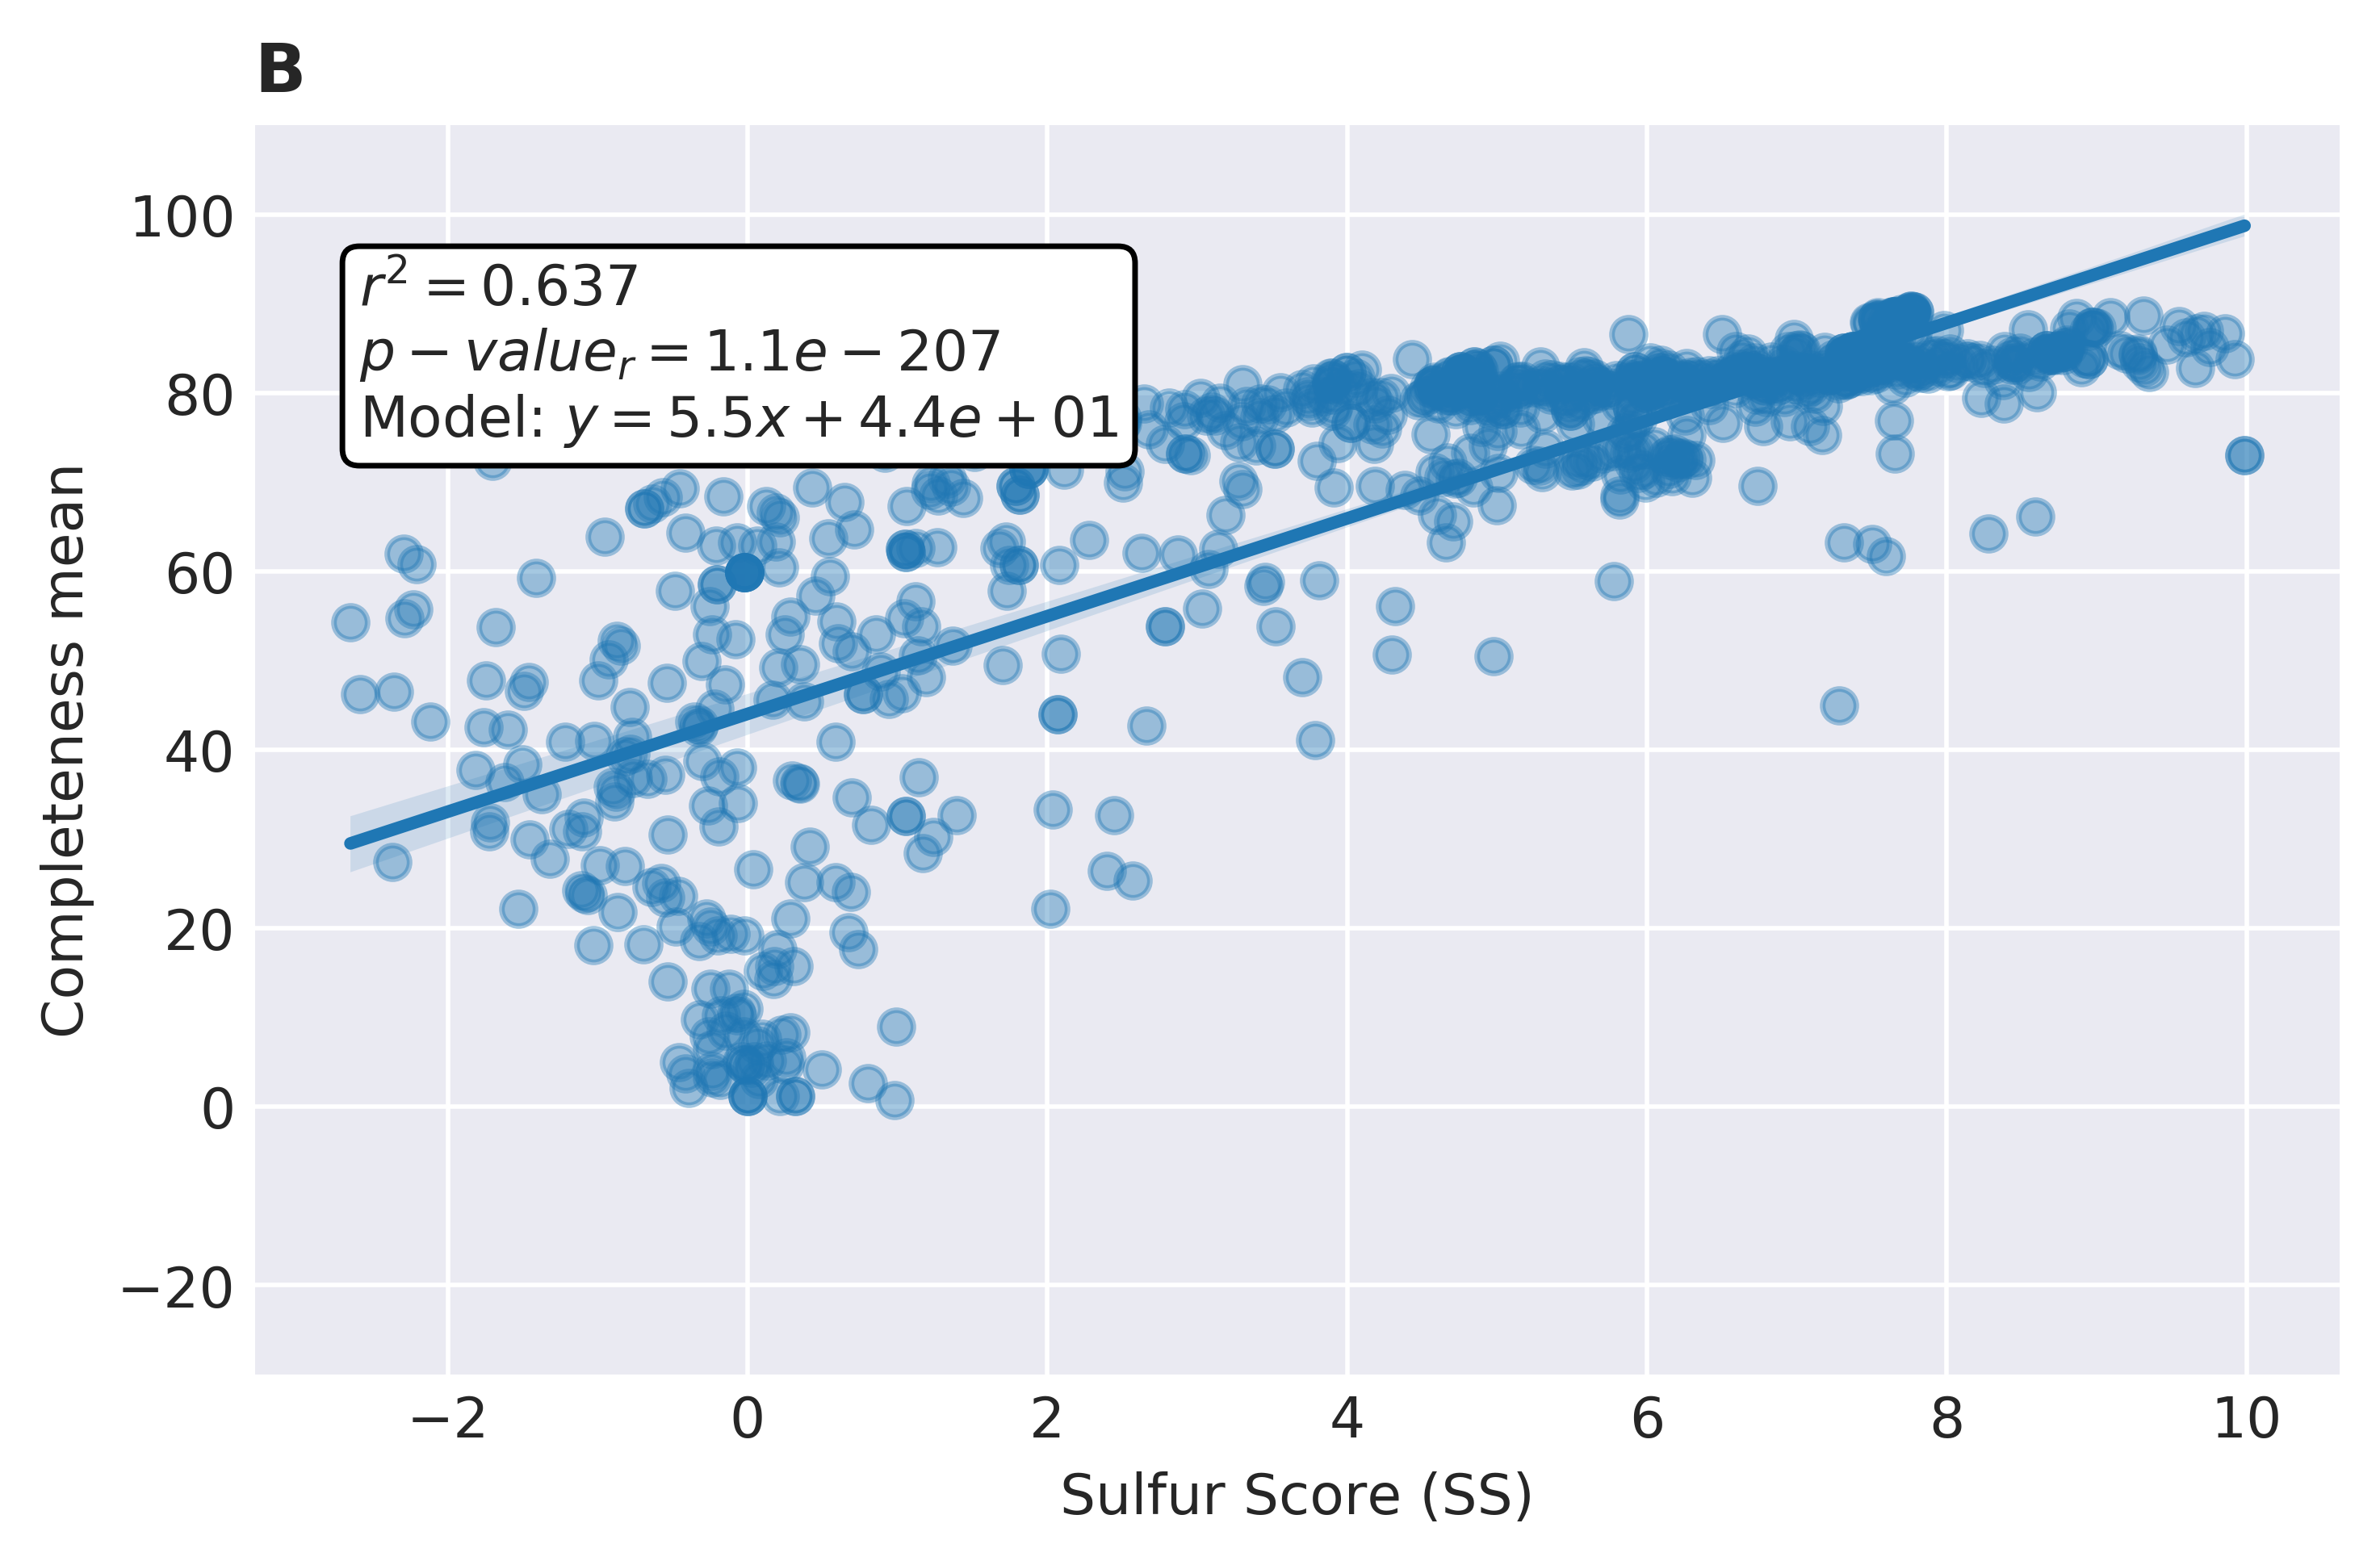 B
100
80
60
40
20
0
−20
Completeness mean
r² = 0.637
p − valueᵣ = 1.1e − 207
Model: y = 5.5x + 4.4e + 01
−2 0 2 4 6 8 10
Sulfur Score (SS)